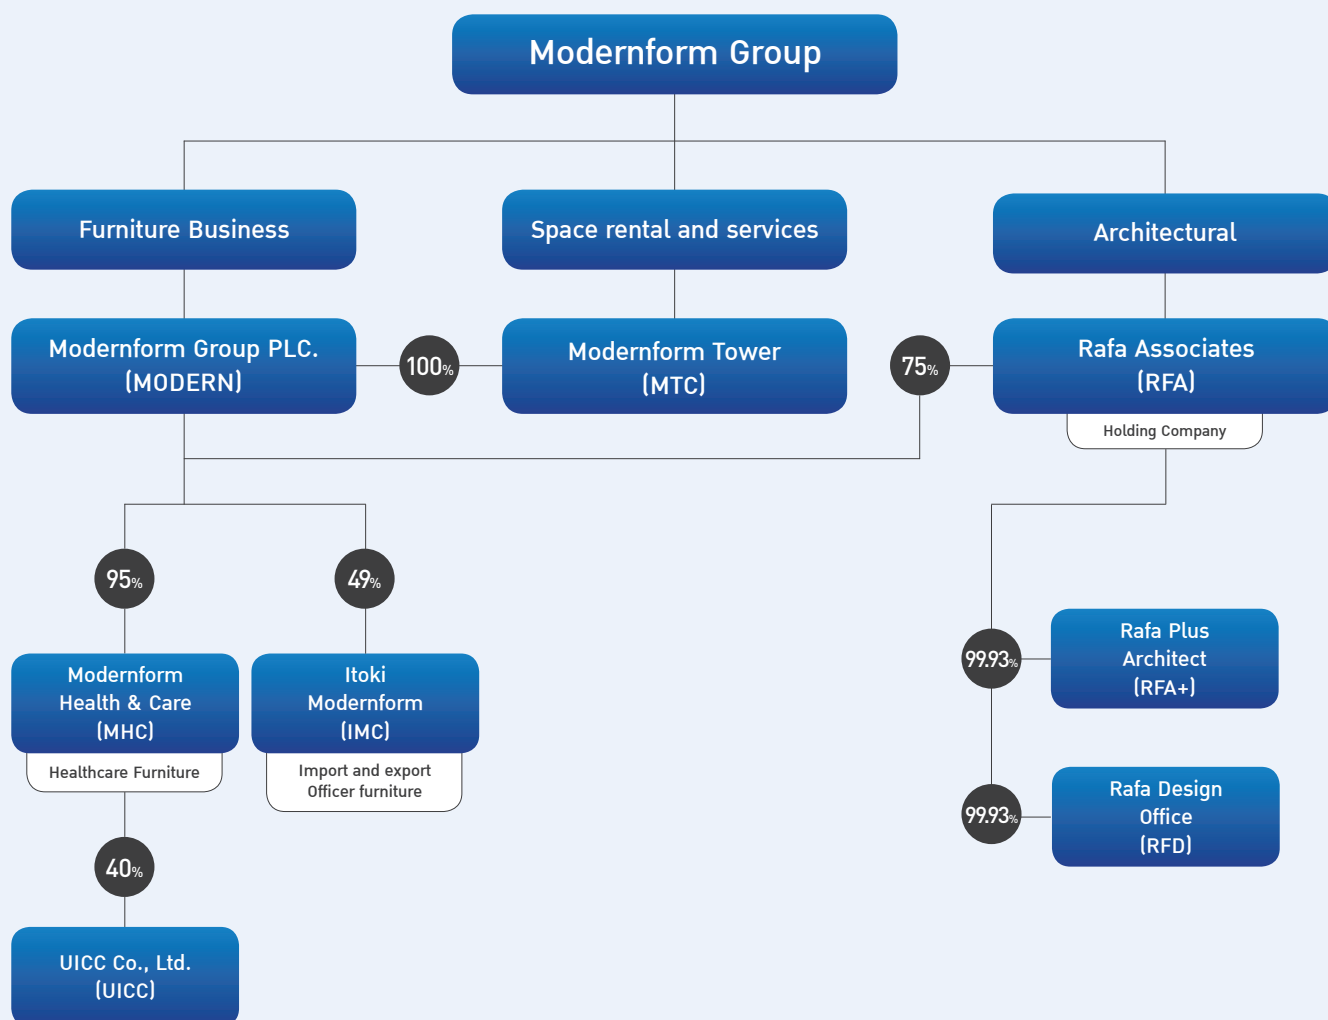 Modernform Group
Furniture Business
Space rental and services
Architectural
Modernform Group PLC.
(MODERN)
100%
Modernform Tower
(MTC)
75%
Rafa Associates
(RFA)
Holding Company
95%
49%
Modernform
Health & Care
(MHC)
Healthcare Furniture
Itoki
Modernform
(IMC)
Import and export
Officer furniture
99.93%
Rafa Plus
Architect
(RFA+)
99.93%
Rafa Design
Office
(RFD)
40%
UICC Co., Ltd.
(UICC)